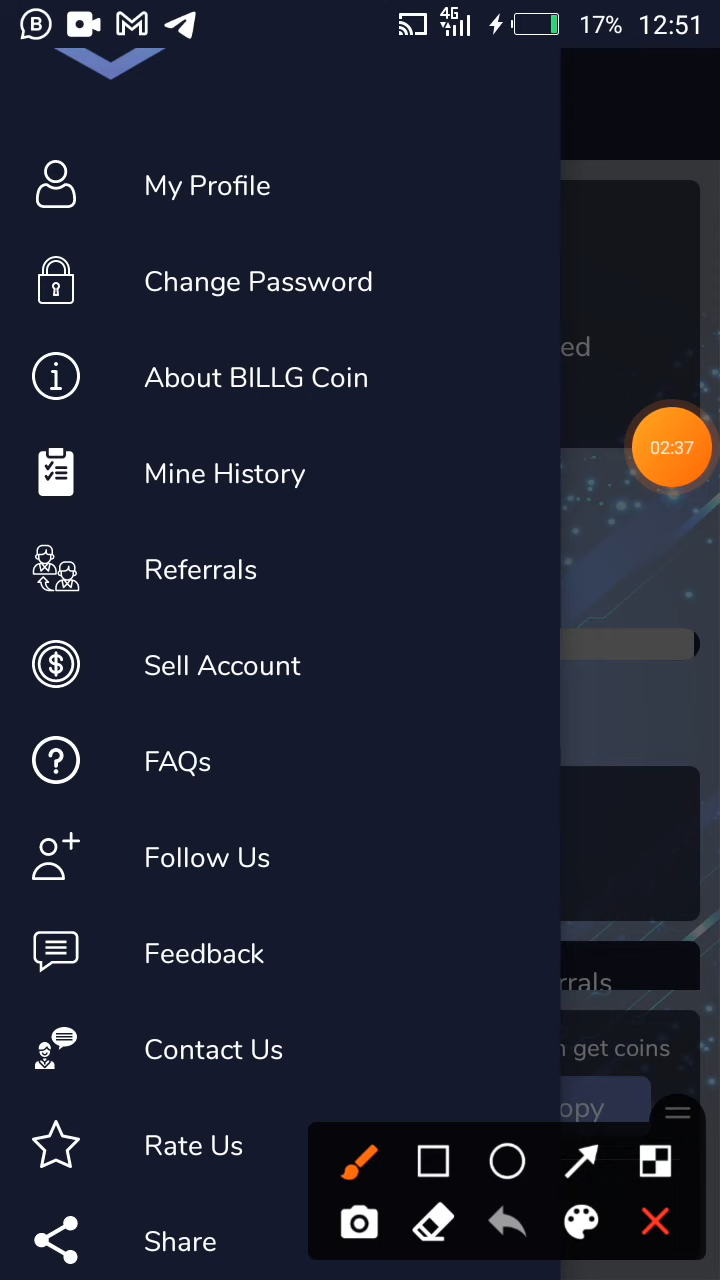 4G 17% 12:51
My Profile
Change Password
ed
About BILLG Coin
02:37
Mine History
Referrals
Sell Account
FAQs
Follow Us
Feedback
rrals
Contact Us
n get coins
opy
Rate Us
Share